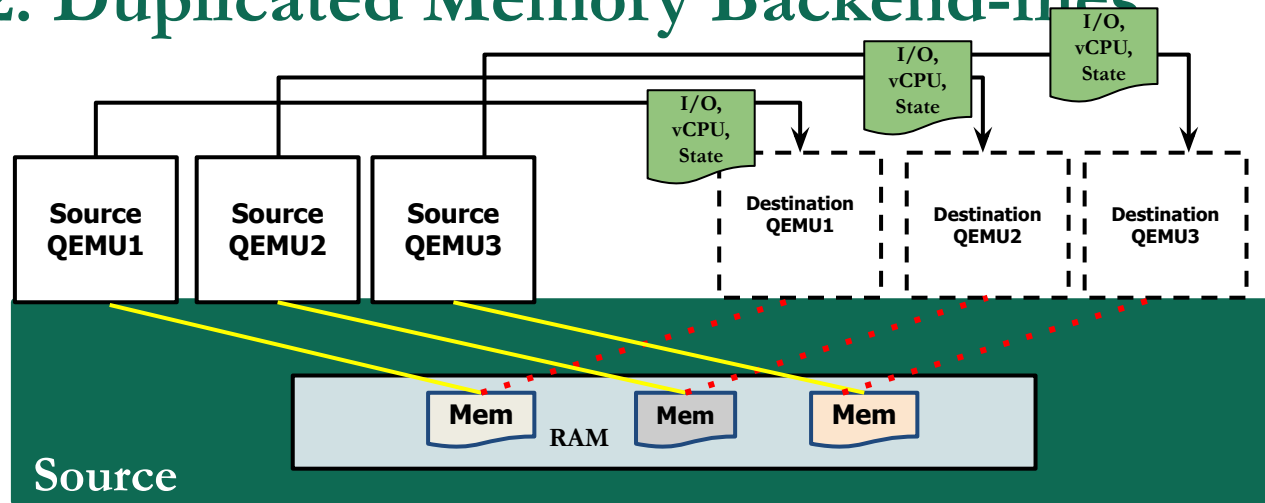 2. Duplicated Memory Backend-files
I/O,
vCPU,
State
I/O,
vCPU,
State
I/O,
vCPU,
State
Source
QEMU1
Source
QEMU2
Source
QEMU3
Destination
QEMU1
Destination
QEMU2
Destination
QEMU3
Mem
Mem
Mem
RAM
Source